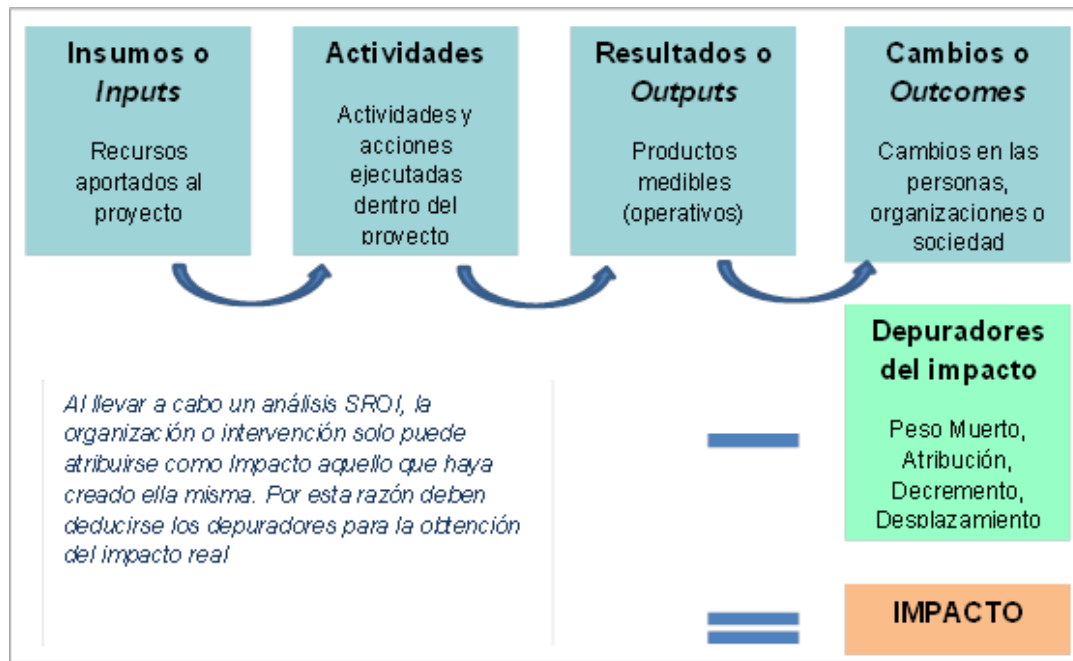 Insumos o
Inputs
Recursos
aportados al
proyecto
Actividades
Actividades y
acciones
ejecutadas
dentro del
proyecto
Resultados o
Outputs
Productos
medibles
(operativos)
Cambios o
Outcomes
Cambios en las
personas,
organizaciones o
sociedad
Depuradores
del impacto
Peso Muerto,
Atribución,
Decremento,
Desplazamiento
Al llevar a cabo un análisis SROI, la
organización o intervención solo puede
atribuirse como Impacto aquello que haya
creado ella misma. Por esta razón deben
deducirse los depuradores para la obtención
del impacto real
IMPACTO